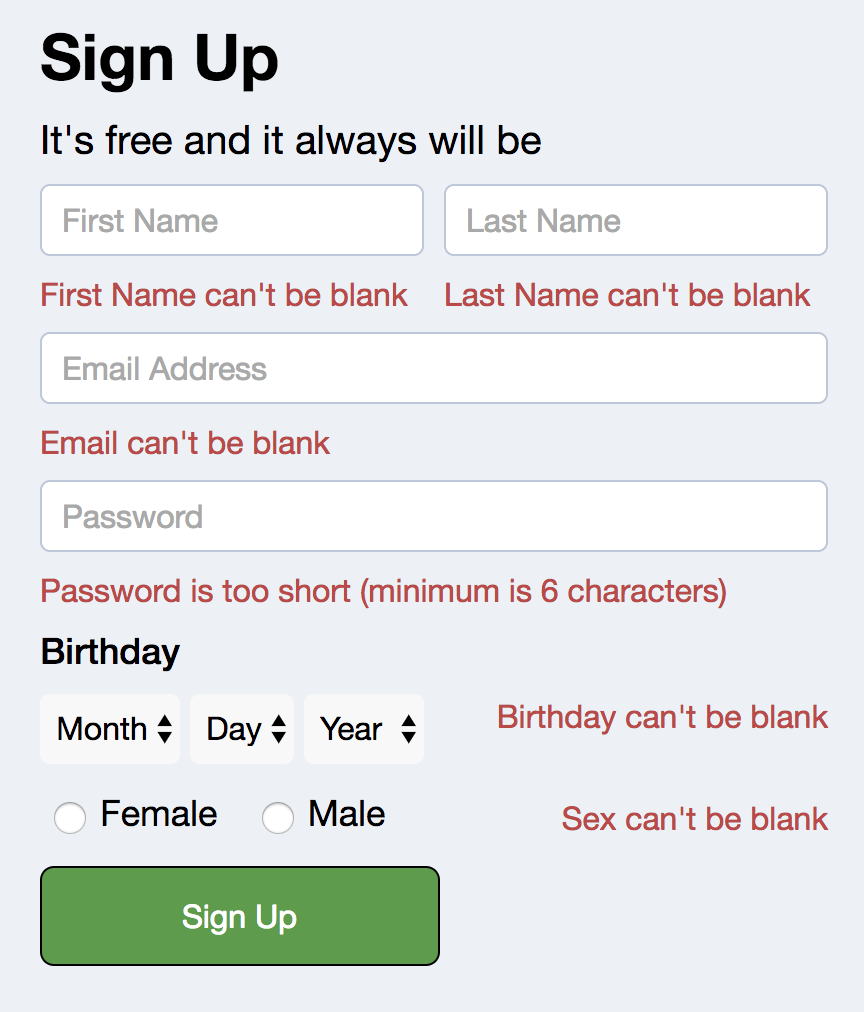 Sign Up
It's free and it always will be
First Name Last Name
First Name can't be blank Last Name can't be blank
Email Address
Email can't be blank
Password
Password is too short (minimum is 6 characters)
Birthday
Month Day Year Birthday can't be blank
Female Male Sex can't be blank
Sign Up